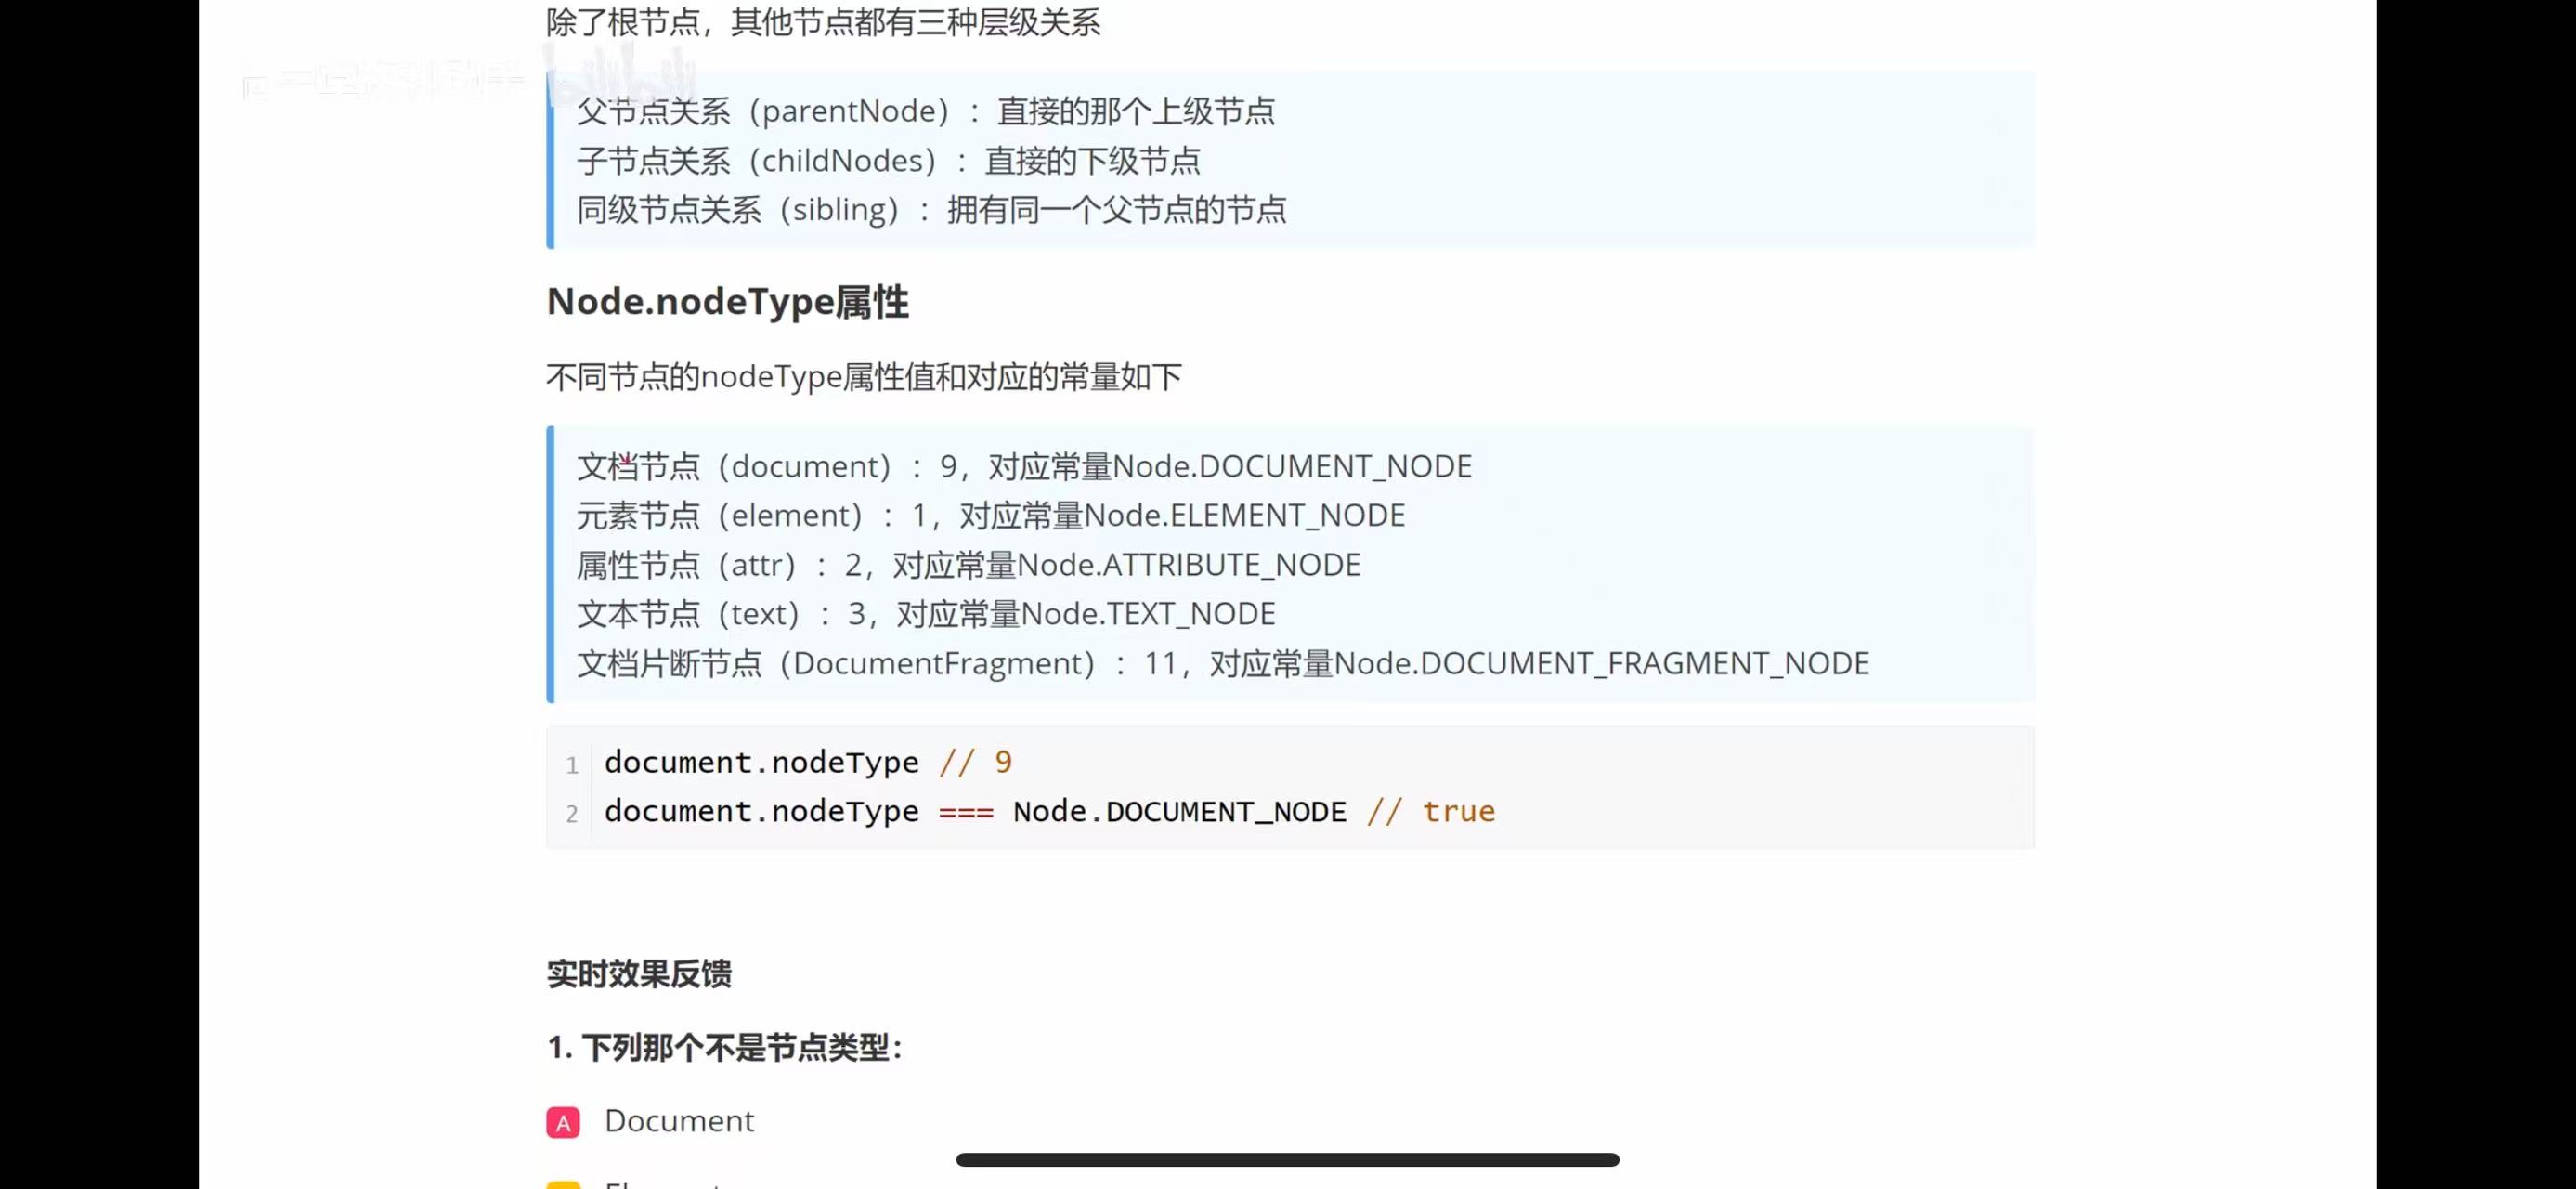 除了根节点，其他节点都有三种层级关系
父节点关系（parentNode）：直接的那个上级节点
子节点关系（childNodes）：直接的下级节点
同级节点关系（sibling）：拥有同一个父节点的节点
Node.nodeType属性
不同节点的nodeType属性值和对应的常量如下
文档节点（document）：9，对应常量Node.DOCUMENT_NODE
元素节点（element）：1，对应常量Node.ELEMENT_NODE
属性节点（attr）：2，对应常量Node.ATTRIBUTE_NODE
文本节点（text）：3，对应常量Node.TEXT_NODE
文档片断节点（DocumentFragment）：11，对应常量Node.DOCUMENT_FRAGMENT_NODE
1 document.nodeType // 9
2 document.nodeType === Node.DOCUMENT_NODE // true
实时效果反馈
1. 下列那个不是节点类型：
A Document